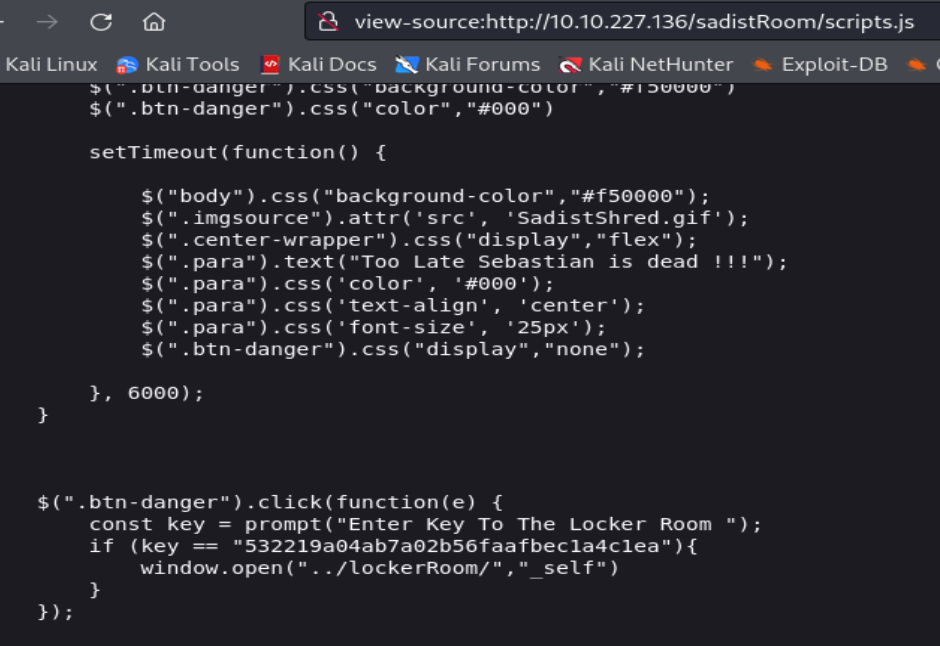 view-source:http://10.10.227.136/sadistRoom/scripts.js
Kali Linux Kali Tools Kali Docs Kali Forums Kali NetHunter Exploit-DB
$(".btn-danger").css("background-color","#f50000")
$(".btn-danger").css("color","#000")
setTimeout(function() {
$("body").css("background-color","#f50000");
$(".imgsource").attr('src', 'SadistShred.gif');
$(".center-wrapper").css("display","flex");
$(".para").text("Too Late Sebastian is dead !!!");
$(".para").css('color', '#000');
$(".para").css('text-align', 'center');
$(".para").css('font-size', '25px');
$(".btn-danger").css("display","none");
}, 6000);
}
$(".btn-danger").click(function(e) {
const key = prompt("Enter Key To The Locker Room ");
if (key == "532219a04ab7a02b56faafbec1a4c1ea"){
window.open("../lockerRoom/","_self")
}
});